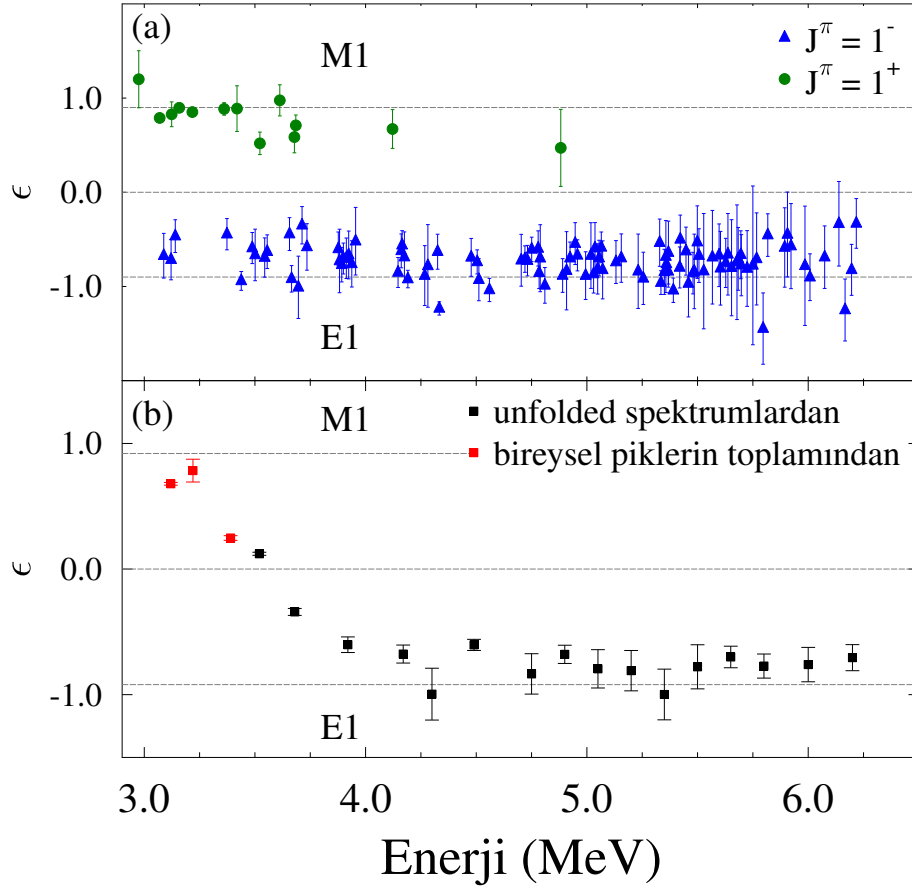 (a)
M1
J^π = 1^-
J^π = 1^+
1.0
0.0
-1.0
ϵ
E1
(b)
M1
unfolded spektrumlardan
bireysel piklerin toplamından
1.0
0.0
-1.0
ϵ
E1
3.0 4.0 5.0 6.0
Enerji (MeV)